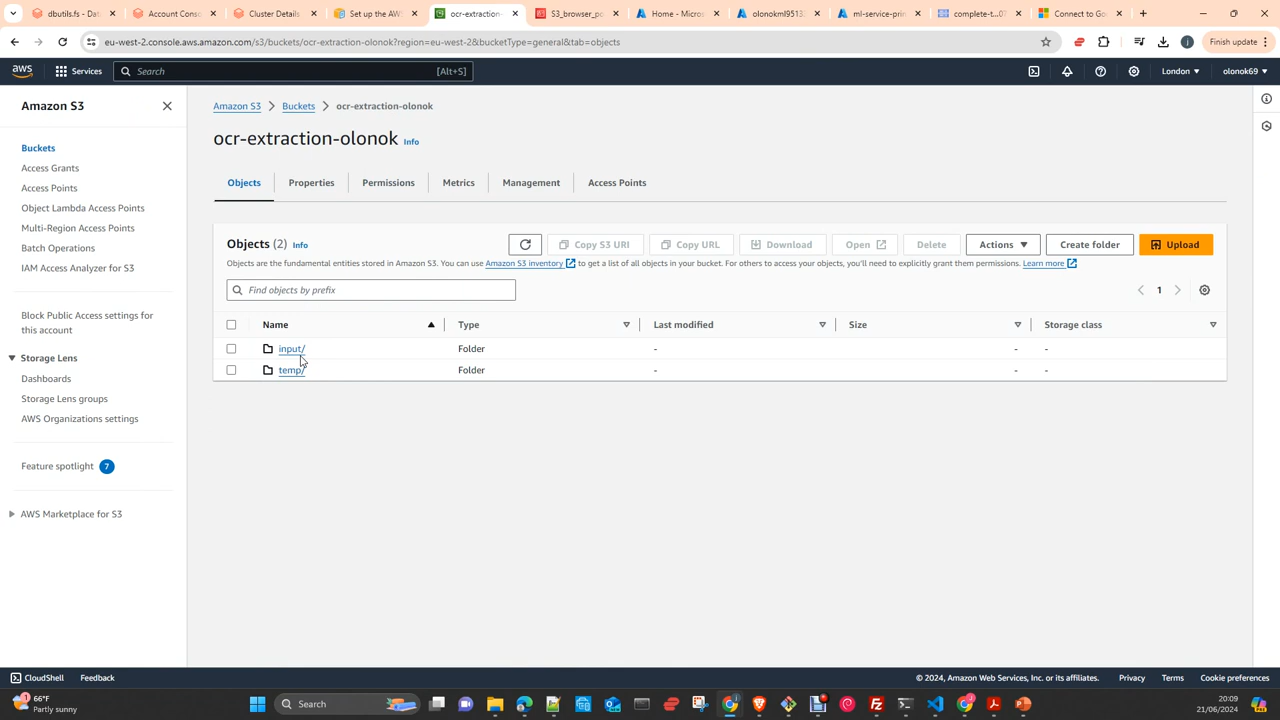 dbutils.fs - Dat
Account Conso
Cluster Details
Set up the AWS
ocr-extraction-
S3_browser_po
Home - Micros
olonokml9513
ml-service-prin
complete-t...07
Connect to Go
eu-west-2.console.aws.amazon.com/s3/buckets/ocr-extraction-olonok?region=eu-west-2&bucketType=general&tab=objects
Finish update
aws
Services
Search
[Alt+S]
London
olonok69
Amazon S3
Buckets
Access Grants
Access Points
Object Lambda Access Points
Multi-Region Access Points
Batch Operations
IAM Access Analyzer for S3
Block Public Access settings for
this account
Storage Lens
Dashboards
Storage Lens groups
AWS Organizations settings
Feature spotlight 7
AWS Marketplace for S3
Amazon S3 > Buckets > ocr-extraction-olonok
ocr-extraction-olonok Info
Objects Properties Permissions Metrics Management Access Points
Objects (2) Info
Copy S3 URI Copy URL Download Open Delete Actions Create folder Upload
Objects are the fundamental entities stored in Amazon S3. You can use Amazon S3 inventory to get a list of all objects in your bucket. For others to access your objects, you'll need to explicitly grant them permissions. Learn more
Find objects by prefix
1
Name Type Last modified Size Storage class
input/ Folder - - -
temp/ Folder - - -
CloudShell Feedback
© 2024, Amazon Web Services, Inc. or its affiliates. Privacy Terms Cookie preferences
66°F
Partly sunny
Search
20:09
21/06/2024